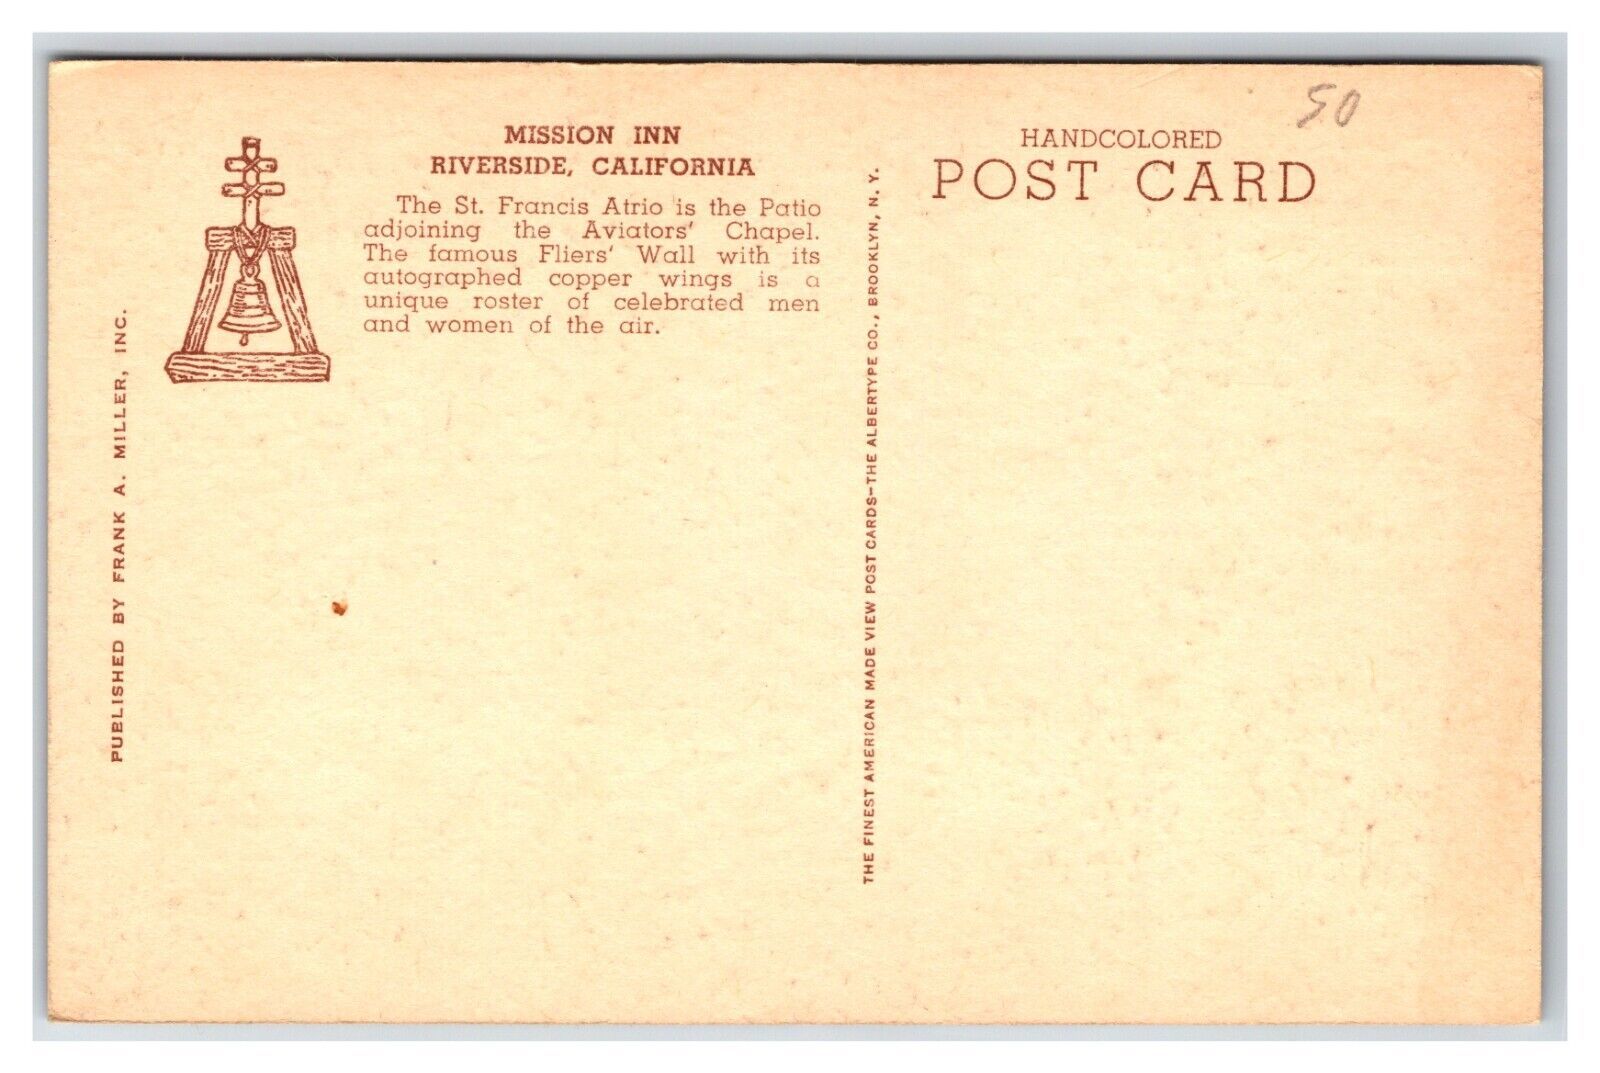 MISSION INN
RIVERSIDE, CALIFORNIA
The St. Francis Atrio is the Patio
adjoining the Aviators' Chapel.
The famous Fliers' Wall with its
autographed copper wings is a
unique roster of celebrated men
and women of the air.
PUBLISHED BY FRANK A. MILLER, INC.
THE FINEST AMERICAN MADE VIEW POST CARDS—THE ALBERTYPE CO., BROOKLYN, N. Y.
50
HANDCOLORED
POST CARD